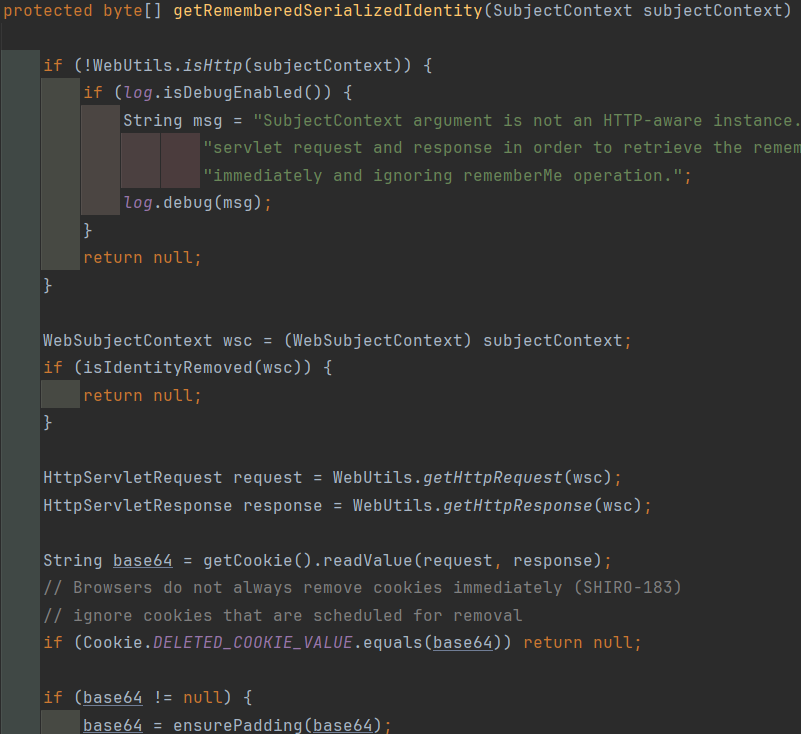 protected byte[] getRememberedSerializedIdentity(SubjectContext subjectContext)
if (!WebUtils.isHttp(subjectContext)) {
if (log.isDebugEnabled()) {
String msg = "SubjectContext argument is not an HTTP-aware instance.
"servlet request and response in order to retrieve the
"immediately and ignoring rememberMe operation.";
log.debug(msg);
}
return null;
}
WebSubjectContext wsc = (WebSubjectContext) subjectContext;
if (isIdentityRemoved(wsc)) {
return null;
}
HttpServletRequest request = WebUtils.getHttpRequest(wsc);
HttpServletResponse response = WebUtils.getHttpResponse(wsc);
String base64 = getCookie().readValue(request, response);
// Browsers do not always remove cookies immediately (SHIRO-183)
// ignore cookies that are scheduled for removal
if (Cookie.DELETED_COOKIE_VALUE.equals(base64)) return null;
if (base64 != null) {
base64 = ensurePadding(base64);